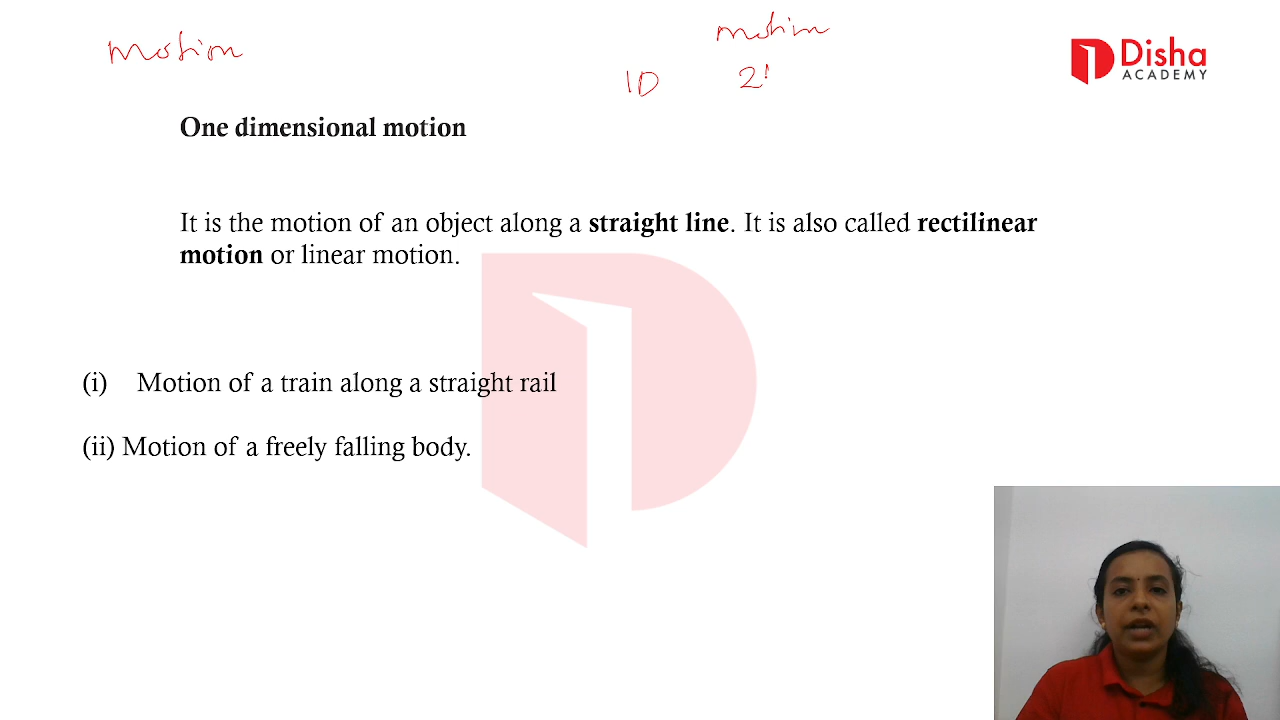 motion
motion
1D 2
Disha
ACADEMY
One dimensional motion
It is the motion of an object along a straight line. It is also called rectilinear
motion or linear motion.
(i) Motion of a train along a straight rail
(ii) Motion of a freely falling body.